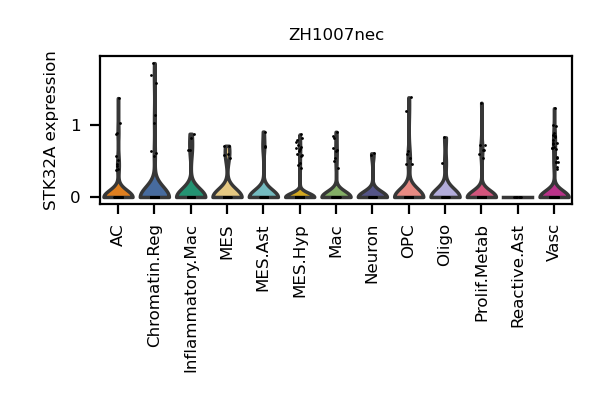 ZH1007nec
STK32A expression
1
0
AC
Chromatin.Reg
Inflammatory.Mac
MES
MES.Ast
MES.Hyp
Mac
Neuron
OPC
Oligo
Prolif.Metab
Reactive.Ast
Vasc